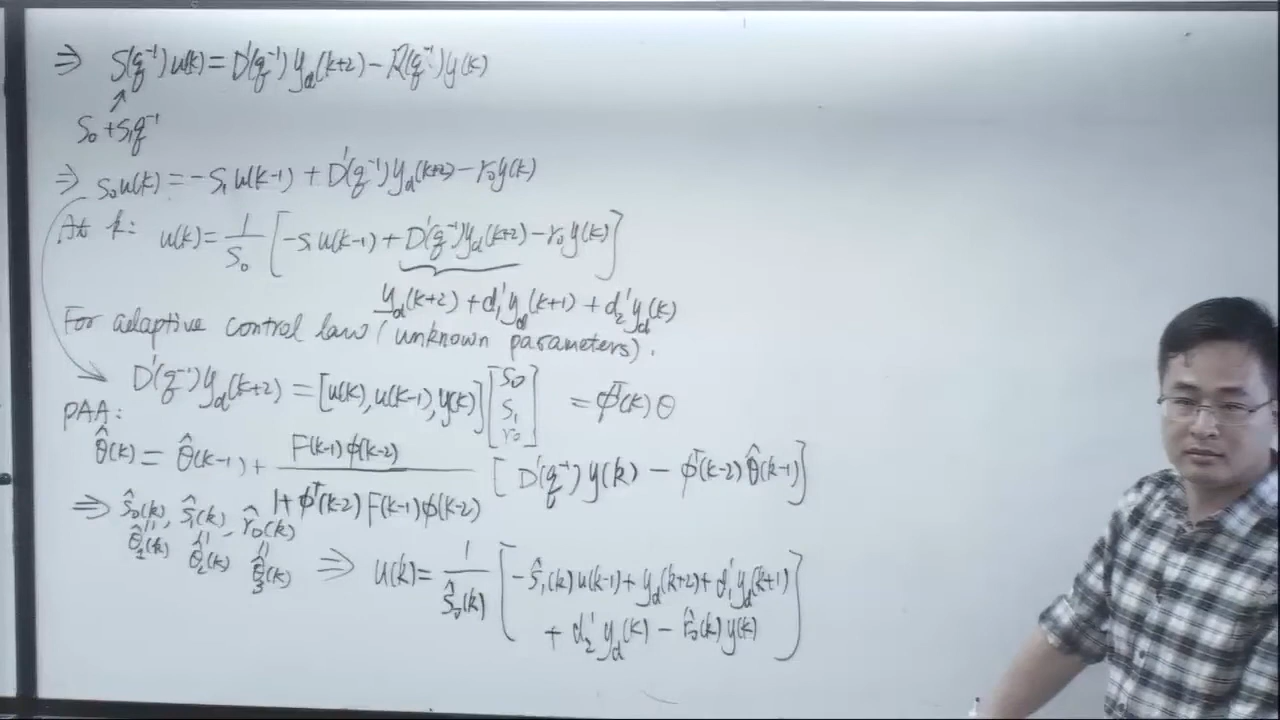 ⇒ S(q⁻¹)u(k) = D'(q⁻¹)y_d(k+2) − R(q⁻¹)y(k)
↗
S₀ + S₁q⁻¹
⇒ S₀u(k) = −S₁u(k−1) + D'(q⁻¹)y_d(k+2) − r₀y(k)
At k: u(k) = 1/S₀ [−S₁u(k−1) + D'(q⁻¹)y_d(k+2) − r₀y(k)]
y_d(k+2) + d₁'y_d(k+1) + d₂'y_d(k)
For adaptive control law (unknown parameters).
D'(q⁻¹)y_d(k+2) = [u(k), u(k−1), y(k)] [S₀ S₁ r₀] = φᵀ(k)θ
PAA:
θ̂(k) = θ̂(k−1) + F(k−1)φ(k−2) / 1 + φᵀ(k−2)F(k−1)φ(k−2) [D'(q⁻¹)y(k) − φᵀ(k−2)θ̂(k−1)]
⇒ ŝ₀(k), ŝ₁(k), r̂₀(k)
θ̂₁(k) θ̂₂(k) θ̂₃(k)
⇒ u(k) = 1/ŝ₀(k) [−ŝ₁(k)u(k−1) + y_d(k+2) + d₁'y_d(k+1)
+ d₂'y_d(k) − r̂₀(k)y(k)]